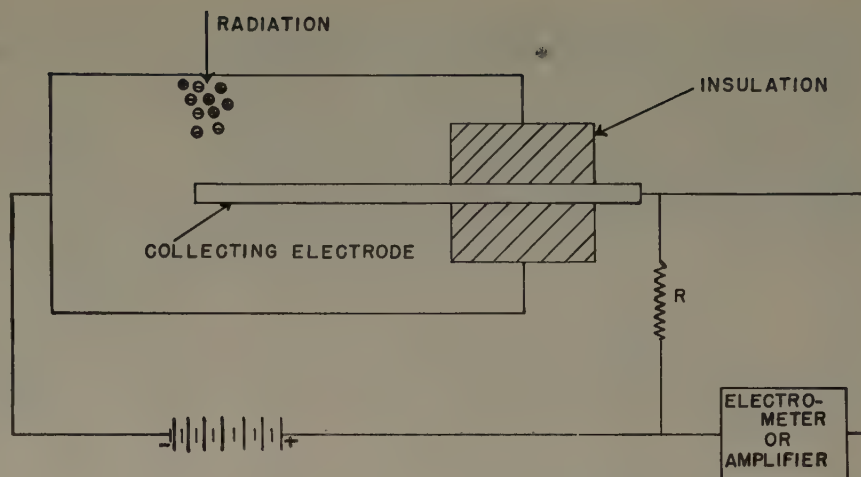 RADIATION
INSULATION
COLLECTING ELECTRODE
R
- +
ELECTRO-
METER
OR
AMPLIFIER